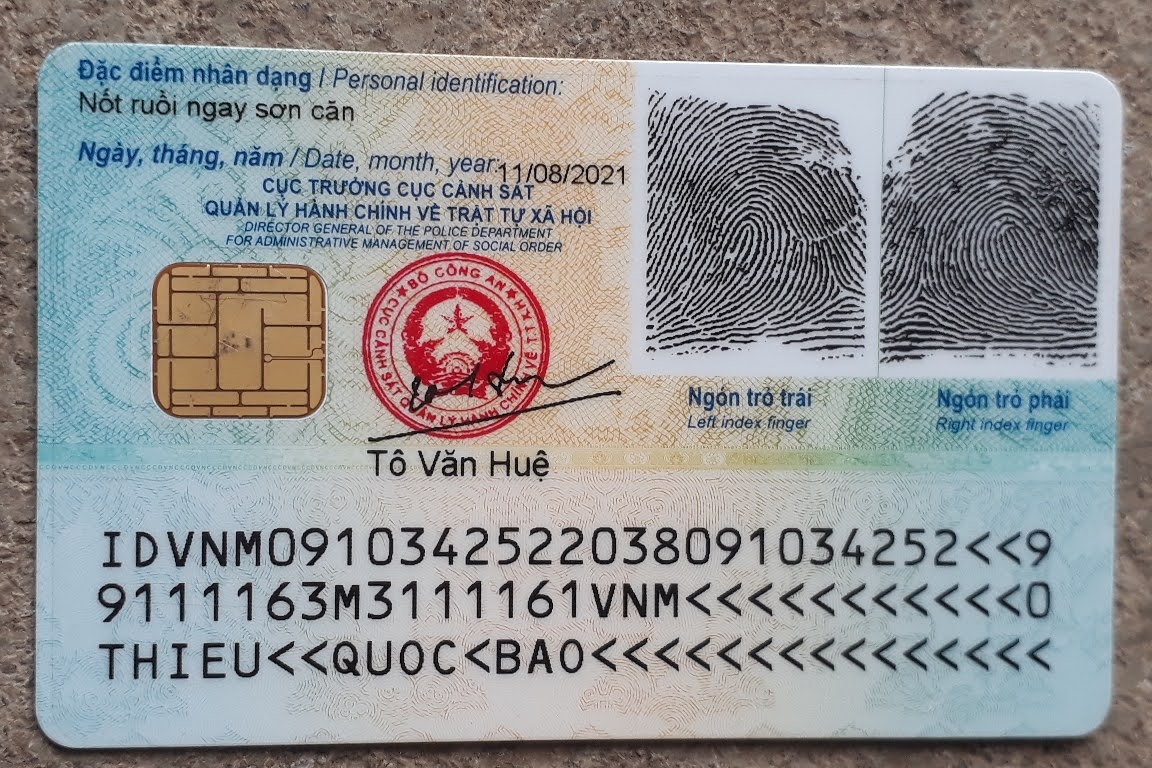 Đặc điểm nhân dạng / Personal identification:
Nốt ruồi ngay sơn căn
Ngày, tháng, năm / Date, month, year: 11/08/2021
CỤC TRƯỞNG CỤC CẢNH SÁT
QUẢN LÝ HÀNH CHÍNH VỀ TRẬT TỰ XÃ HỘI
DIRECTOR GENERAL OF THE POLICE DEPARTMENT
FOR ADMINISTRATIVE MANAGEMENT OF SOCIAL ORDER
BỘ CÔNG AN
CỤC CẢNH SÁT QUẢN LÝ HÀNH CHÍNH VỀ TTXH
Tô Văn Huệ
Ngón trỏ trái
Left index finger
Ngón trỏ phải
Right index finger
IDVNM0910342522038091034252<<9
9111163M3111161VNM<<<<<<<<<<<0
THIEU<<QUOC<BAO<<<<<<<<<<<<<<<